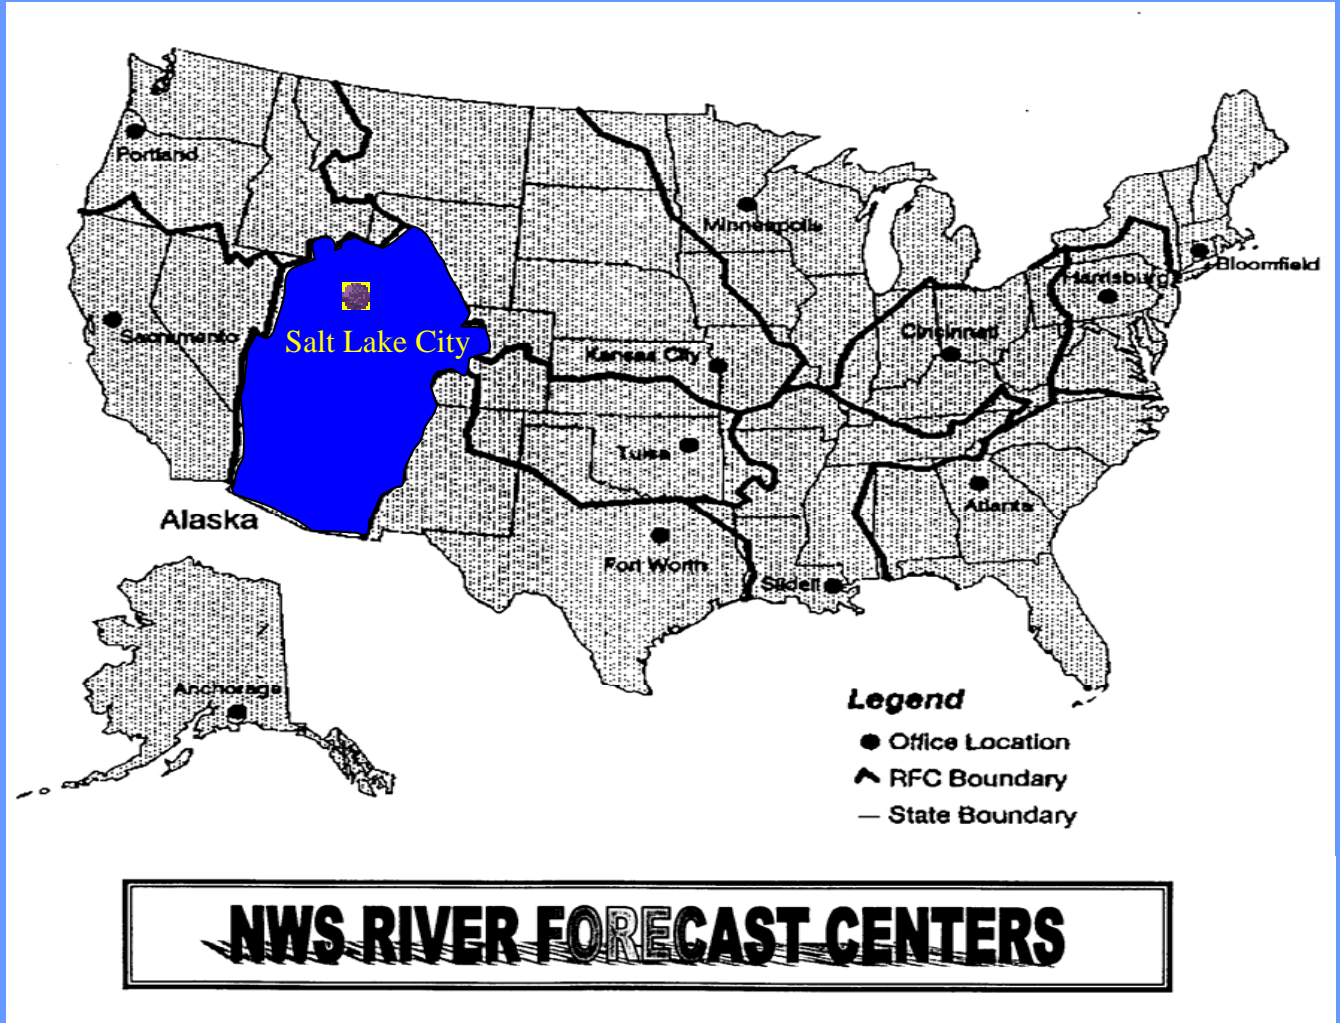 Portland
Minneapolis
Bloomfield
Harrisburg
Sacramento
Salt Lake City
Cincinnati
Kansas City
Tulsa
Atlanta
Alaska
Fort Worth
Slidell
Anchorage
Legend
Office Location
RFC Boundary
State Boundary
NWS RIVER FORECAST CENTERS